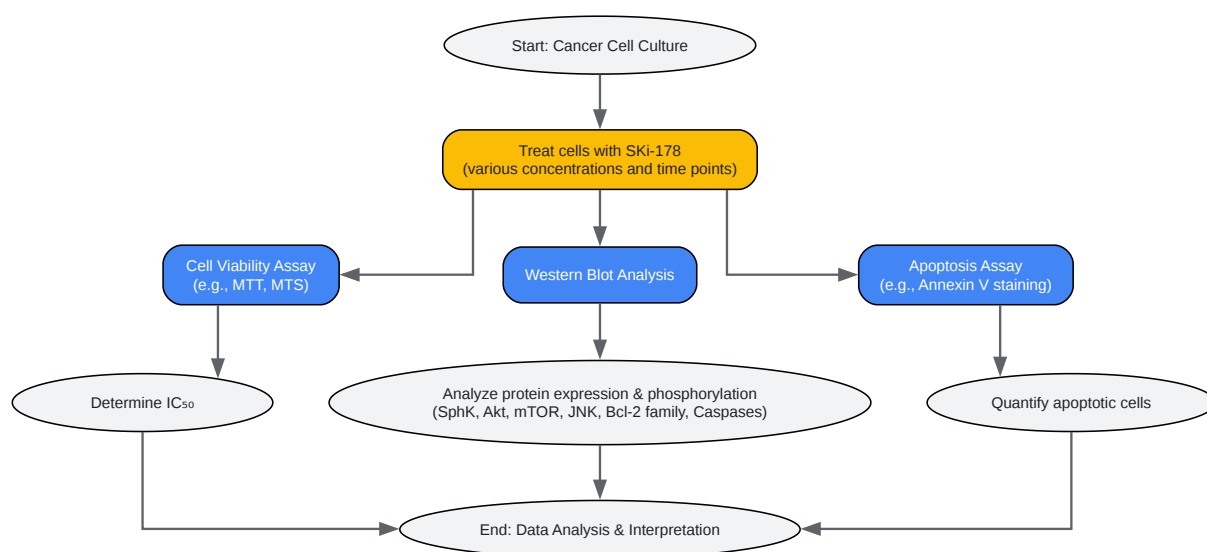 Start: Cancer Cell Culture
Treat cells with SKi-178
(various concentrations and time points)
Cell Viability Assay
(e.g., MTT, MTS)
Western Blot Analysis
Apoptosis Assay
(e.g., Annexin V staining)
Determine IC₅₀
Analyze protein expression & phosphorylation
(SphK, Akt, mTOR, JNK, Bcl-2 family, Caspases)
Quantify apoptotic cells
End: Data Analysis & Interpretation